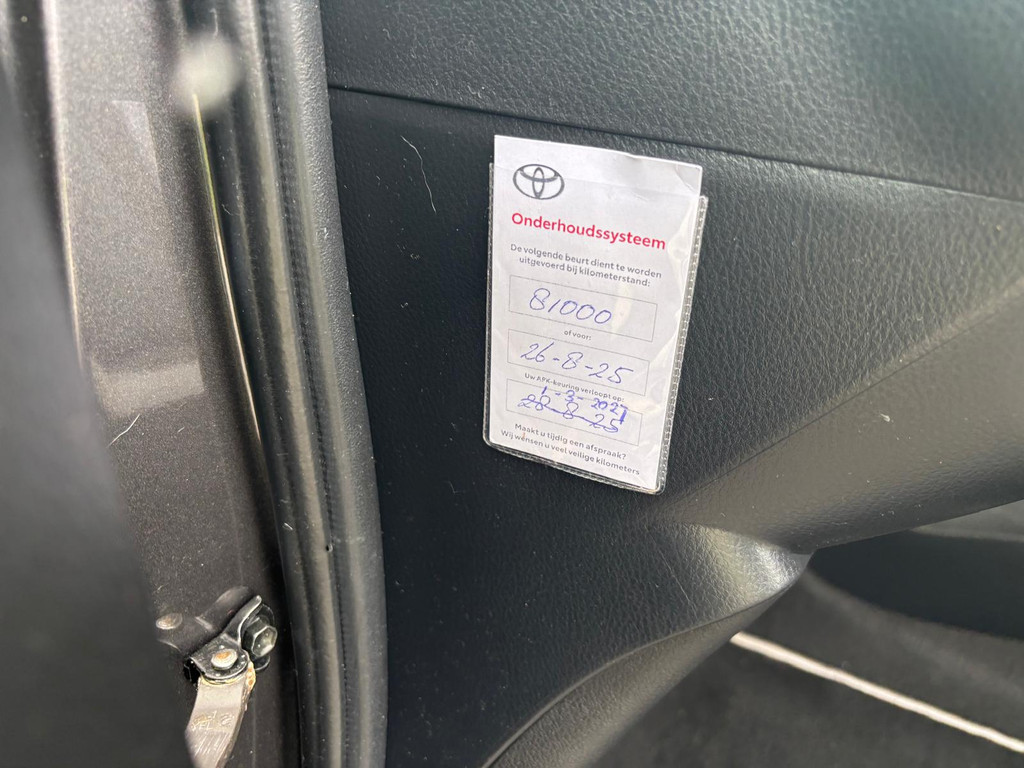 Onderhoudssysteem
De volgende beurt dient te worden
uitgevoerd bij kilometerstand:
81000
of voor:
26-8-25
Uw APK-keuring verloopt op:
1-3-2027
28-8-25
Maakt u tijdig een afspraak?
Wij wensen u veel veilige kilometers